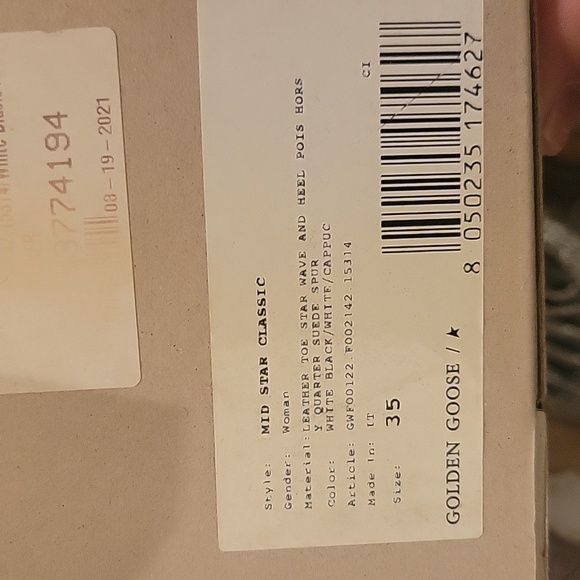 Style: MID STAR CLASSIC
Gender: Woman
Material: LEATHER TOE STAR WAVE AND HEEL POIS HORS
Y QUARTER SUEDE SPUR
Color: WHITE BLACK/WHITE/CAPPUC
Article: GWF00122.F002142.15314
Made In: IT
CI
Size: 35
8 050235 174627
GOLDEN GOOSE /
774194
08-19-2021